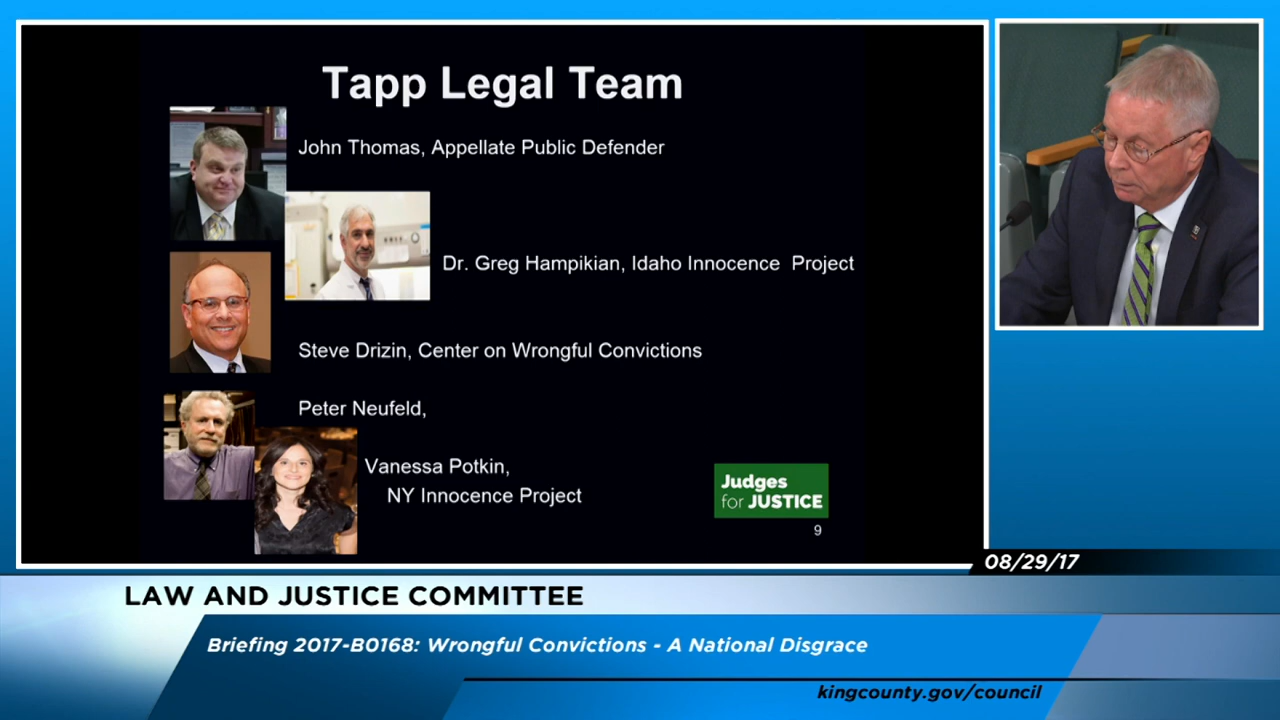 Tapp Legal Team
John Thomas, Appellate Public Defender
Dr. Greg Hampikian, Idaho Innocence Project
Steve Drizin, Center on Wrongful Convictions
Peter Neufeld,
Vanessa Potkin,
NY Innocence Project
Judges
for JUSTICE
9
08/29/17
LAW AND JUSTICE COMMITTEE
Briefing 2017-B0168: Wrongful Convictions - A National Disgrace
kingcounty.gov/council